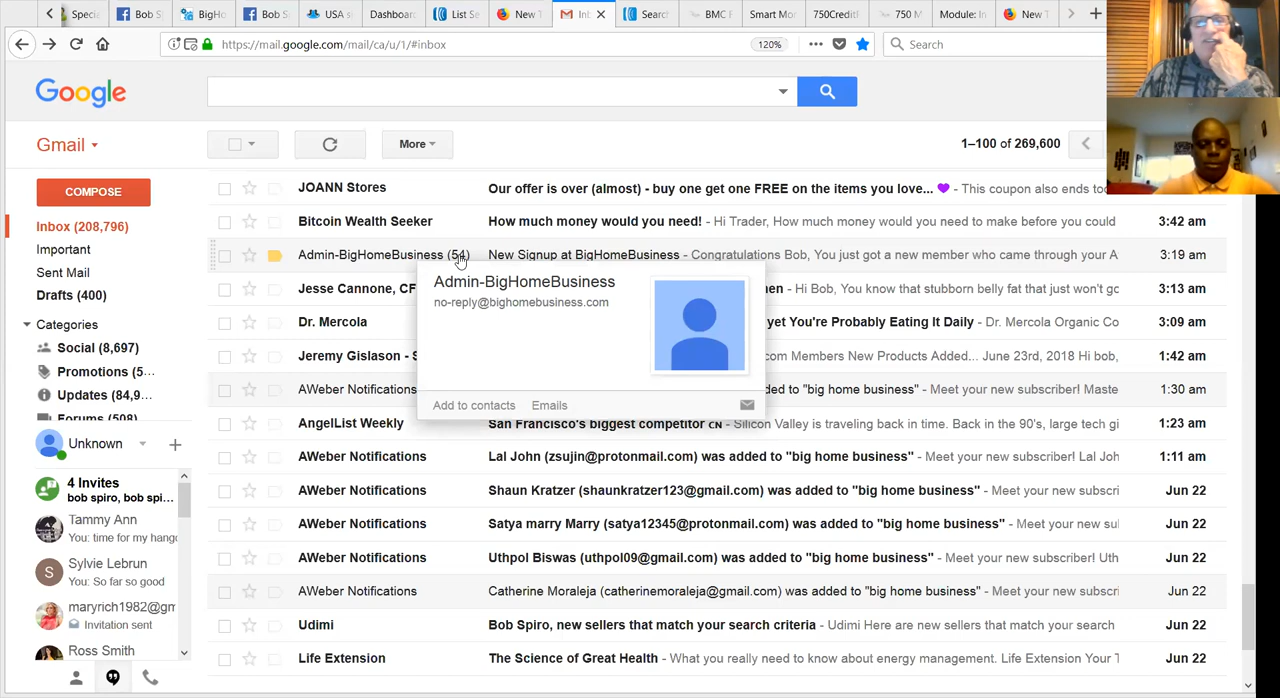 Specia
Bob S
BigHo
Bob S
USA s
Dashboar
List Se
New T
In
Search
BMC F
Smart Mo
750Credit
750 M
Module: In
New T
https://mail.google.com/mail/ca/u/1/#inbox
120%
Search
Google
Gmail
More
1–100 of 269,600
COMPOSE
Inbox (208,796)
Important
Sent Mail
Drafts (400)
Categories
Social (8,697)
Promotions (5...
Updates (84,9...
Forums (508)
Unknown
4 Invites
bob spiro, bob spi...
Tammy Ann
You: time for my hang
Sylvie Lebrun
S
You: So far so good
maryrich1982@gm
Invitation sent
Ross Smith
JOANN Stores Our offer is over (almost) - buy one get one FREE on the items you love... 💜 - This coupon also ends to
Bitcoin Wealth Seeker How much money would you need! - Hi Trader, How much money would you need to make before you could 3:42 am
Admin-BigHomeBusiness (54) New Signup at BigHomeBusiness - Congratulations Bob, You just got a new member who came through your A 3:19 am
Jesse Cannone, CF men - Hi Bob, You know that stubborn belly fat that just won't go 3:13 am
Dr. Mercola yet You're Probably Eating It Daily - Dr. Mercola Organic Co 3:09 am
Jeremy Gislason - S com Members New Products Added... June 23rd, 2018 Hi bob, 1:42 am
AWeber Notifications dded to "big home business" - Meet your new subscriber! Maste 1:30 am
AngelList Weekly San Francisco's biggest competitor - Silicon Valley is traveling back in time. Back in the 90's, large tech gi 1:23 am
AWeber Notifications Lal John (zsujin@protonmail.com) was added to "big home business" - Meet your new subscriber! Lal John 1:11 am
AWeber Notifications Shaun Kratzer (shaunkratzer123@gmail.com) was added to "big home business" - Meet your new subscri Jun 22
AWeber Notifications Satya marry Marry (satya12345@protonmail.com) was added to "big home business" - Meet your new sub Jun 22
AWeber Notifications Uthpol Biswas (uthpol09@gmail.com) was added to "big home business" - Meet your new subscriber! Uth Jun 22
AWeber Notifications Catherine Moraleja (catherinemoraleja@gmail.com) was added to "big home business" - Meet your new subscri Jun 22
Udimi Bob Spiro, new sellers that match your search criteria - Udimi Here are new sellers that match your search Jun 22
Life Extension The Science of Great Health - What you really need to know about energy management. Life Extension Your T Jun 22
Admin-BigHomeBusiness
no-reply@bighomebusiness.com
Add to contacts Emails